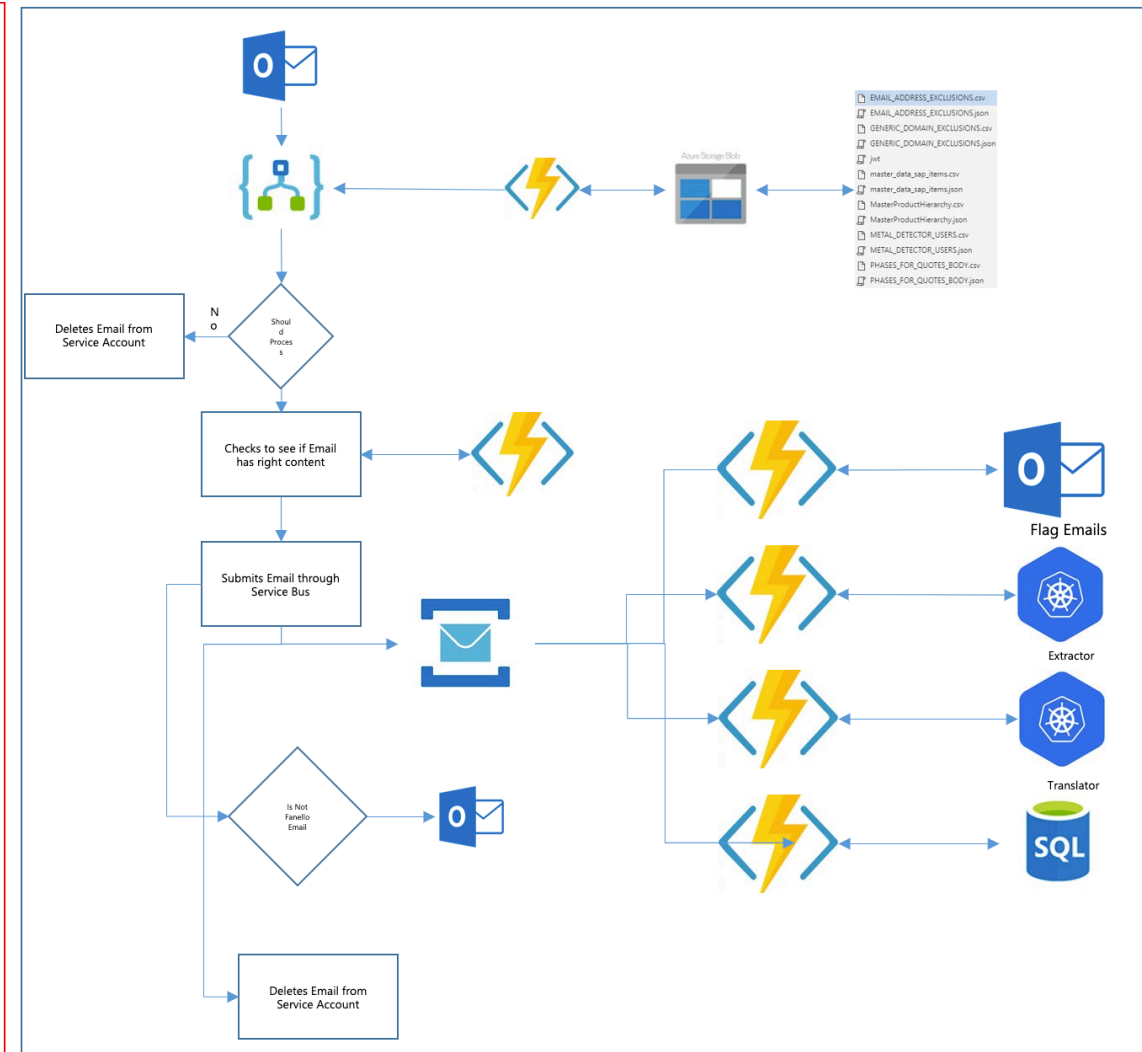 O
Azure Storage Blob
EMAIL_ADDRESS_EXCLUSIONS.csv
EMAIL_ADDRESS_EXCLUSIONS.json
GENERIC_DOMAIN_EXCLUSIONS.csv
GENERIC_DOMAIN_EXCLUSIONS.json
jwt
master_data_sap_items.csv
master_data_sap_items.json
MasterProductHierarchy.csv
MasterProductHierarchy.json
METAL_DETECTOR_USERS.csv
METAL_DETECTOR_USERS.json
PHASES_FOR_QUOTES_BODY.csv
PHASES_FOR_QUOTES_BODY.json
Deletes Email from
Service Account
N
o
Shoul
d
Proces
s
Checks to see if Email
has right content
O
Flag Emails
Submits Email through
Service Bus
Extractor
Translator
Is Not
Fanello
Email
O
SQL
Deletes Email from
Service Account